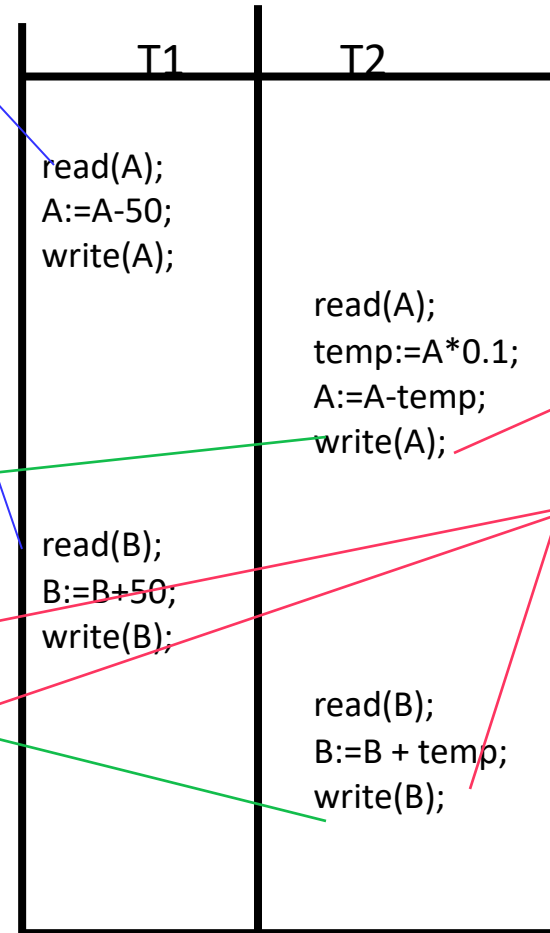 T1 T2
read(A);
A:=A-50;
write(A);
read(A);
temp:=A*0.1;
A:=A-temp;
write(A);
read(B);
B:=B+50;
write(B);
read(B);
B:=B + temp;
write(B);